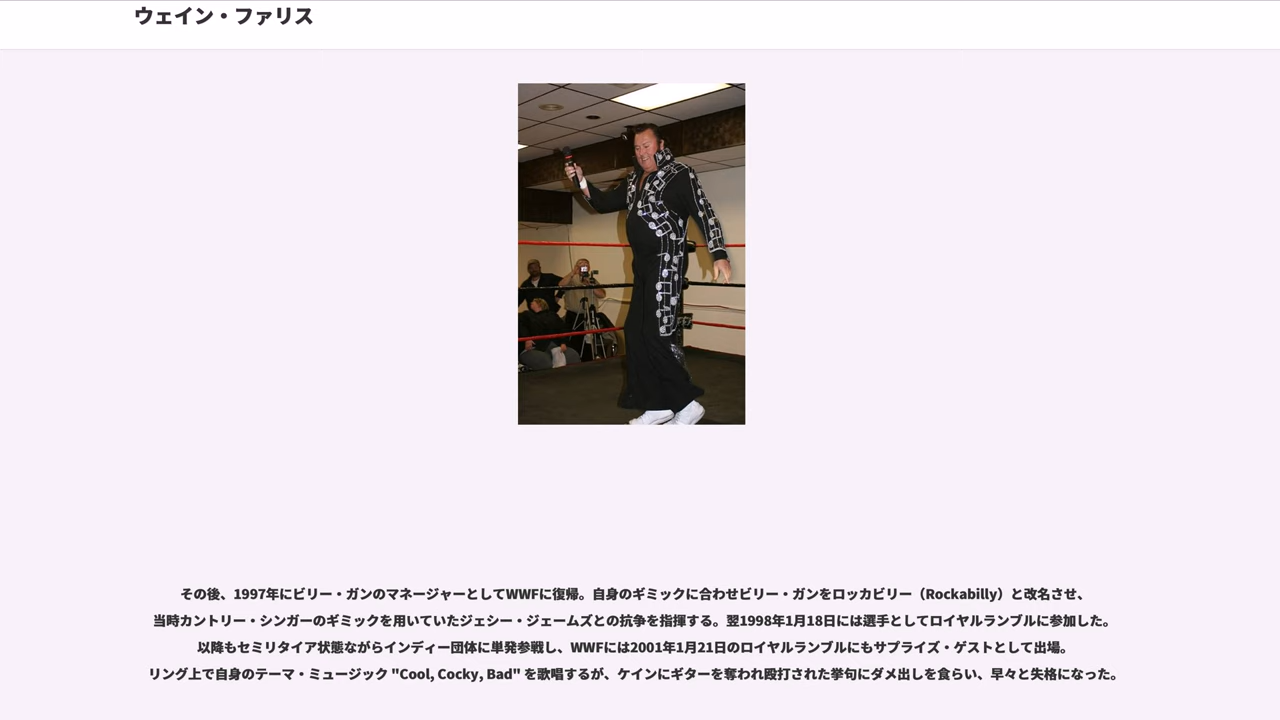 ウェイン・ファリス
その後、1997年にビリー・ガンのマネージャーとしてWWFに復帰。自身のギミックに合わせビリー・ガンをロッカビリー（Rockabilly）と改名させ、
当時カントリー・シンガーのギミックを用いていたジェシー・ジェームズとの抗争を指揮する。翌1998年1月18日には選手としてロイヤルランブルに参加した。
以降もセミリタイア状態ながらインディー団体に単発参戦し、WWFには2001年1月21日のロイヤルランブルにもサプライズ・ゲストとして出場。
リング上で自身のテーマ・ミュージック "Cool, Cocky, Bad" を歌唱するが、ケインにギターを奪われ殴打された挙句にダメ出しを食らい、早々と失格になった。